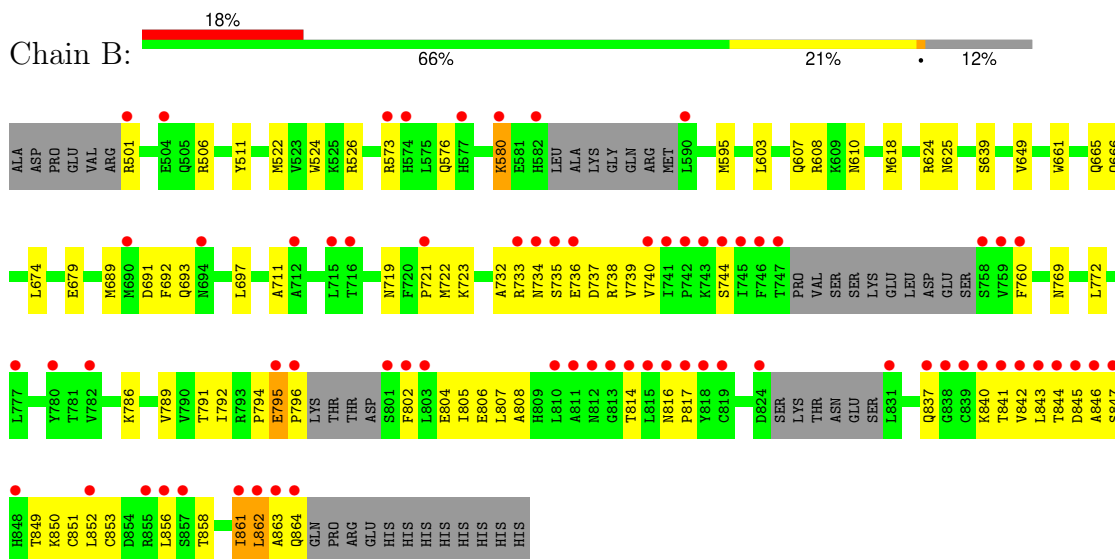 18%
Chain B:
66% 21% • 12%
ALA ASP PRO GLU VAL ARG R501 E504 Q505 R506 Y511 M522 V523 W524 K525 R526 R573 H574 L575 Q576 H577 K580 E581 H582 LEU ALA LYS GLY GLN ARG MET L590 M595 L603 Q607 R608 K609 N610 M618 R624 N625 S639 V649 W661 Q665
L674 E679 M689 M690 D691 F692 Q693 N694 L697 A711 A712 L715 T716 N719 F720 P721 M722 K723 A732 R733 N734 S735 E736 D737 R738 V739 V740 I741 P742 K743 S744 I745 F746 T747 PRO VAL SER SER LYS GLU LEU ASP GLU SER S758 V759 F760 N769 L772
L777 Y780 T781 V782 K786 V789 V790 T791 I792 R793 P794 E795 P796 LYS THR THR ASP S801 F802 L803 E804 I805 E806 L807 A808 H809 L810 A811 N812 G813 T814 L815 N816 P817 Y818 C819 D824 SER LYS THR ASN GLU SER L831 Q837 G838 C839 K840 T841 V842 L843 T844 D845 A846
H848 T849 K850 C851 L852 C853 D854 R855 L856 S857 T858 I861 L862 A863 Q864 GLN PRO ARG GLU HIS HIS HIS HIS HIS HIS